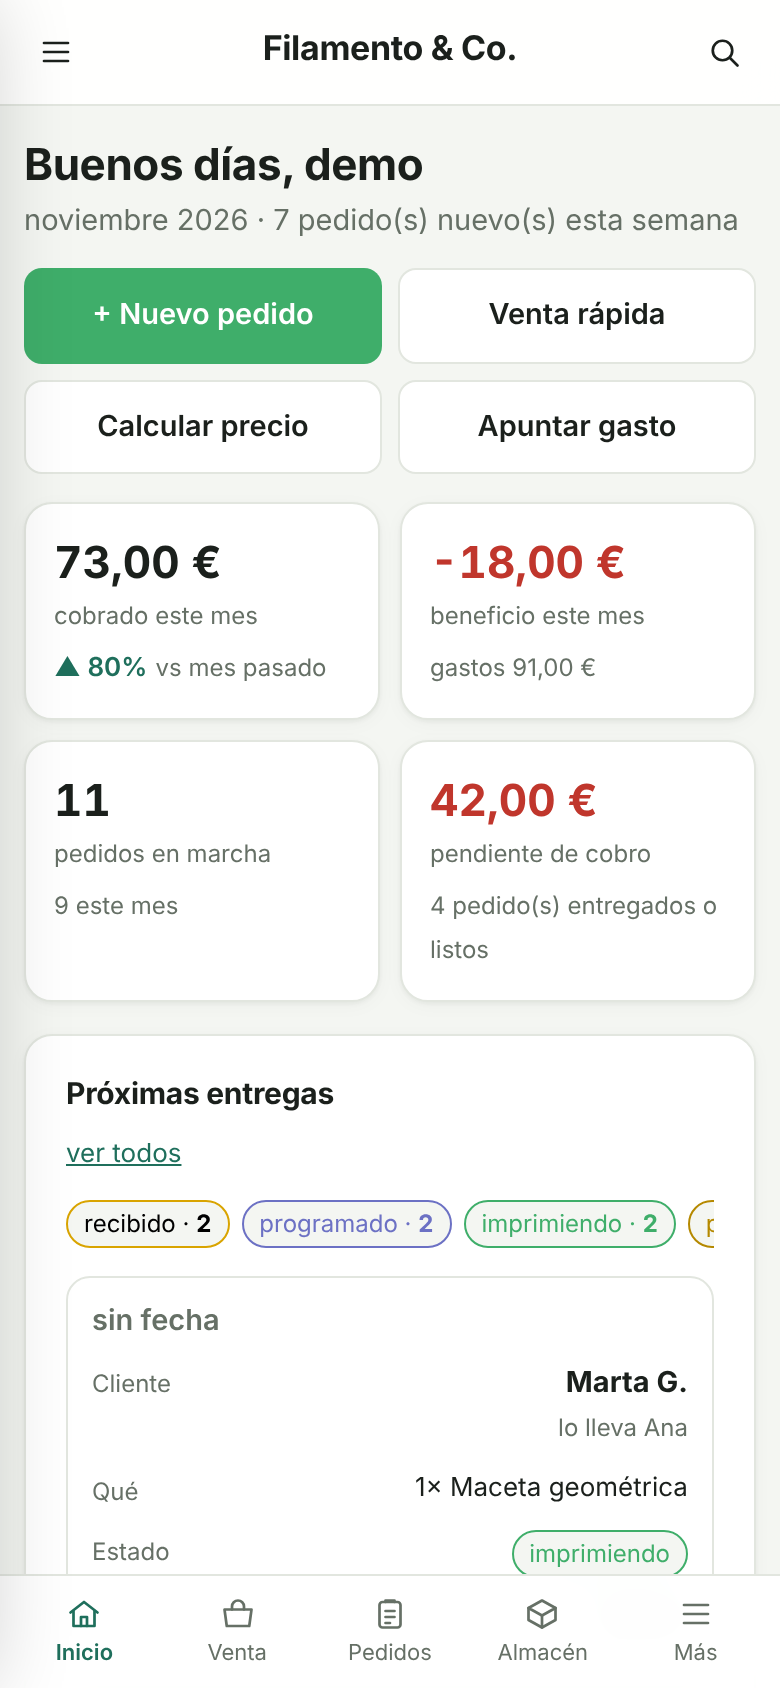 Filamento & Co.
Buenos días, demo
noviembre 2026 · 7 pedido(s) nuevo(s) esta semana
+ Nuevo pedido
Venta rápida
Calcular precio
Apuntar gasto
73,00 €
cobrado este mes
▲ 80% vs mes pasado
-18,00 €
beneficio este mes
gastos 91,00 €
11
pedidos en marcha
9 este mes
42,00 €
pendiente de cobro
4 pedido(s) entregados o
listos
Próximas entregas
ver todos
recibido · 2
programado · 2
imprimiendo · 2
sin fecha
Cliente
Marta G.
lo lleva Ana
Qué
1× Maceta geométrica
Estado
imprimiendo
Inicio
Venta
Pedidos
Almacén
Más